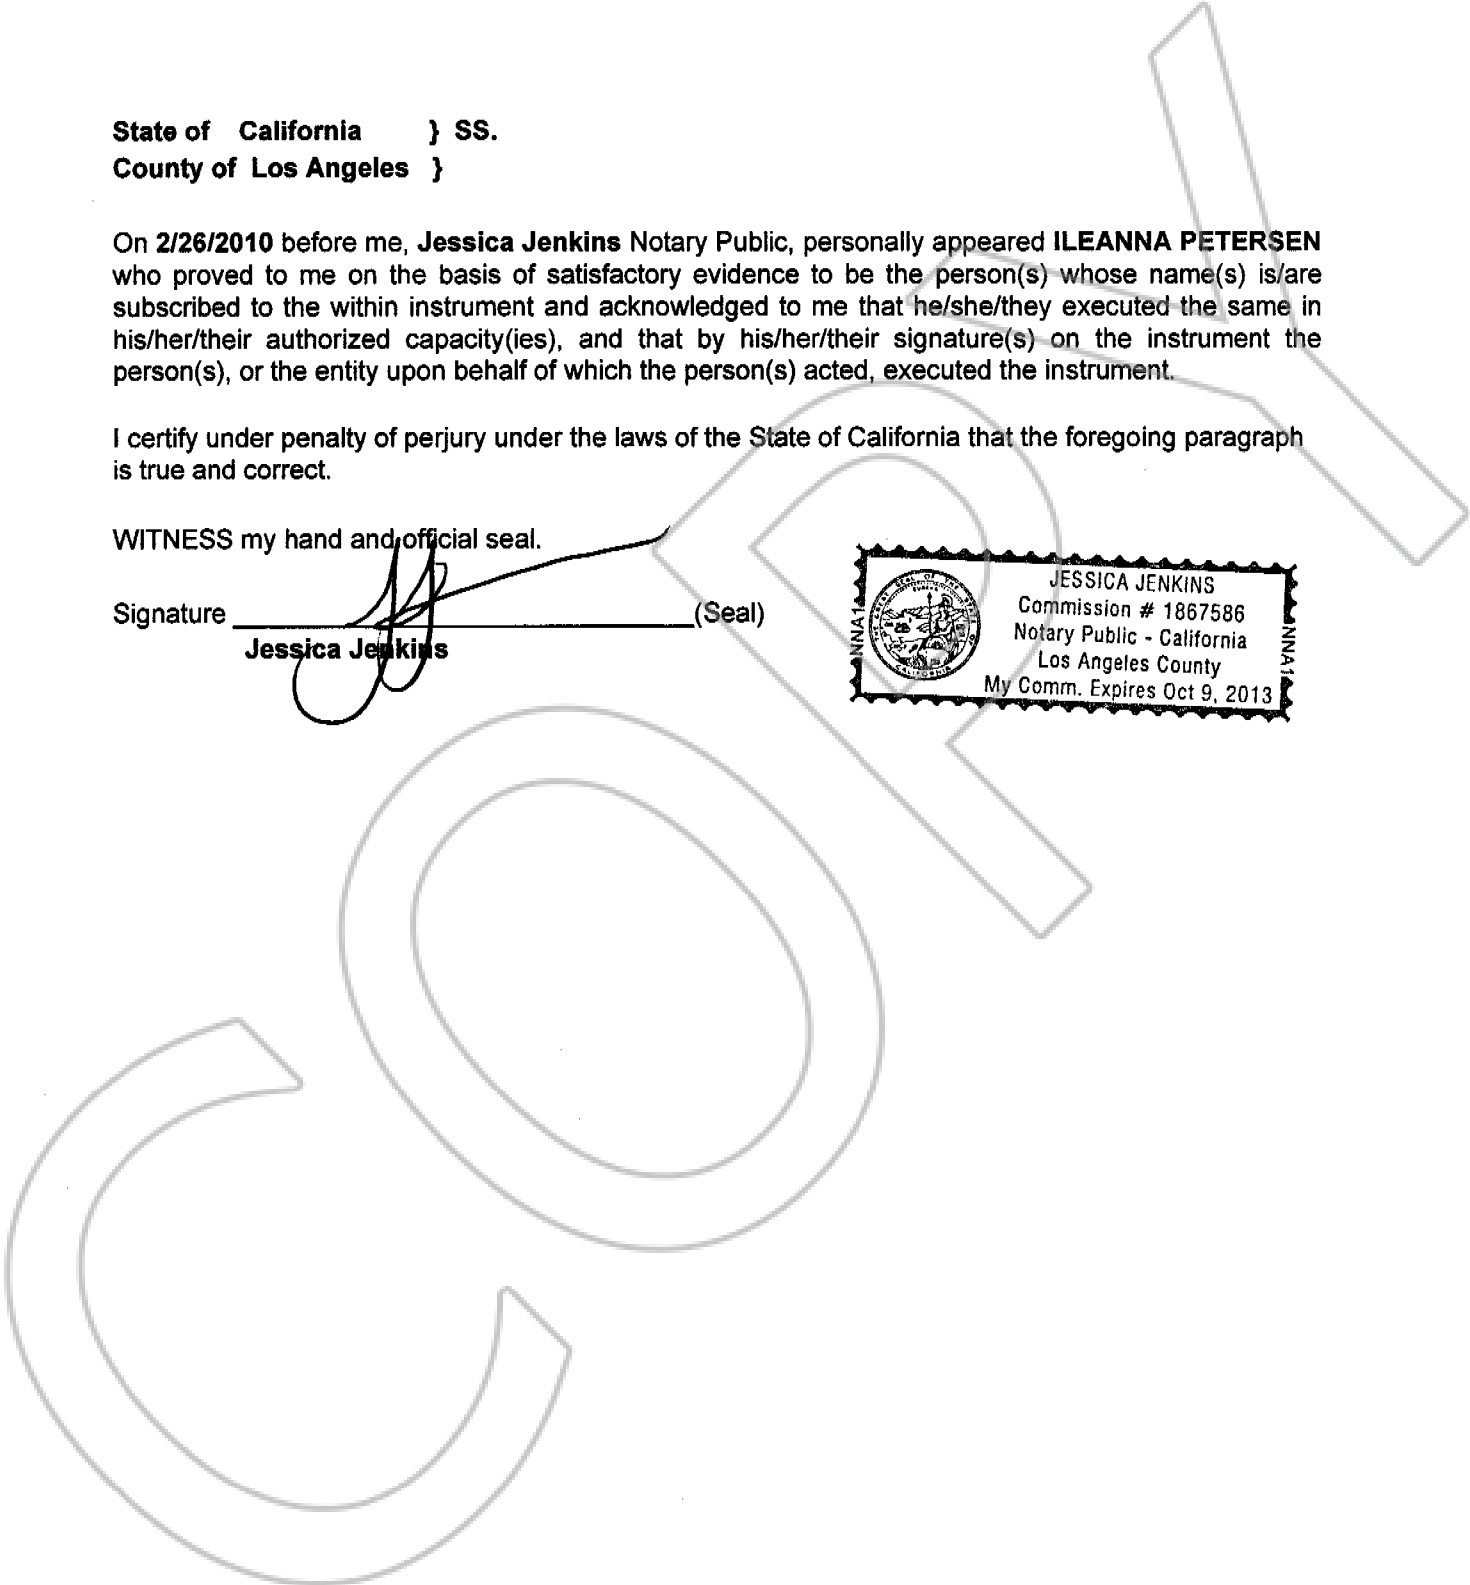 State of California } SS.
County of Los Angeles }
On 2/26/2010 before me, Jessica Jenkins Notary Public, personally appeared ILEANNA PETERSEN
who proved to me on the basis of satisfactory evidence to be the person(s) whose name(s) is/are
subscribed to the within instrument and acknowledged to me that he/she/they executed the same in
his/her/their authorized capacity(ies), and that by his/her/their signature(s) on the instrument the
person(s), or the entity upon behalf of which the person(s) acted, executed the instrument.
I certify under penalty of perjury under the laws of the State of California that the foregoing paragraph
is true and correct.
WITNESS my hand and official seal.
Signature (Seal)
Jessica Jenkins
NNA1
JESSICA JENKINS
Commission # 1867586
Notary Public - California
Los Angeles County
My Comm. Expires Oct 9, 2013
NNA1
COPY